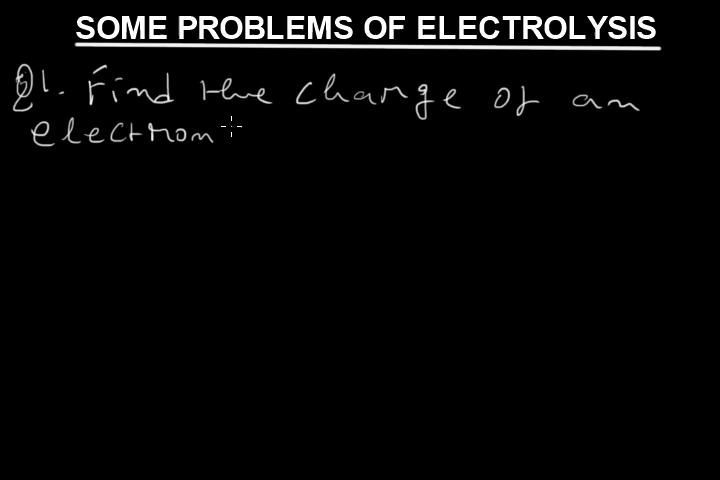 SOME PROBLEMS OF ELECTROLYSIS
Q1. Find the charge of an
electron